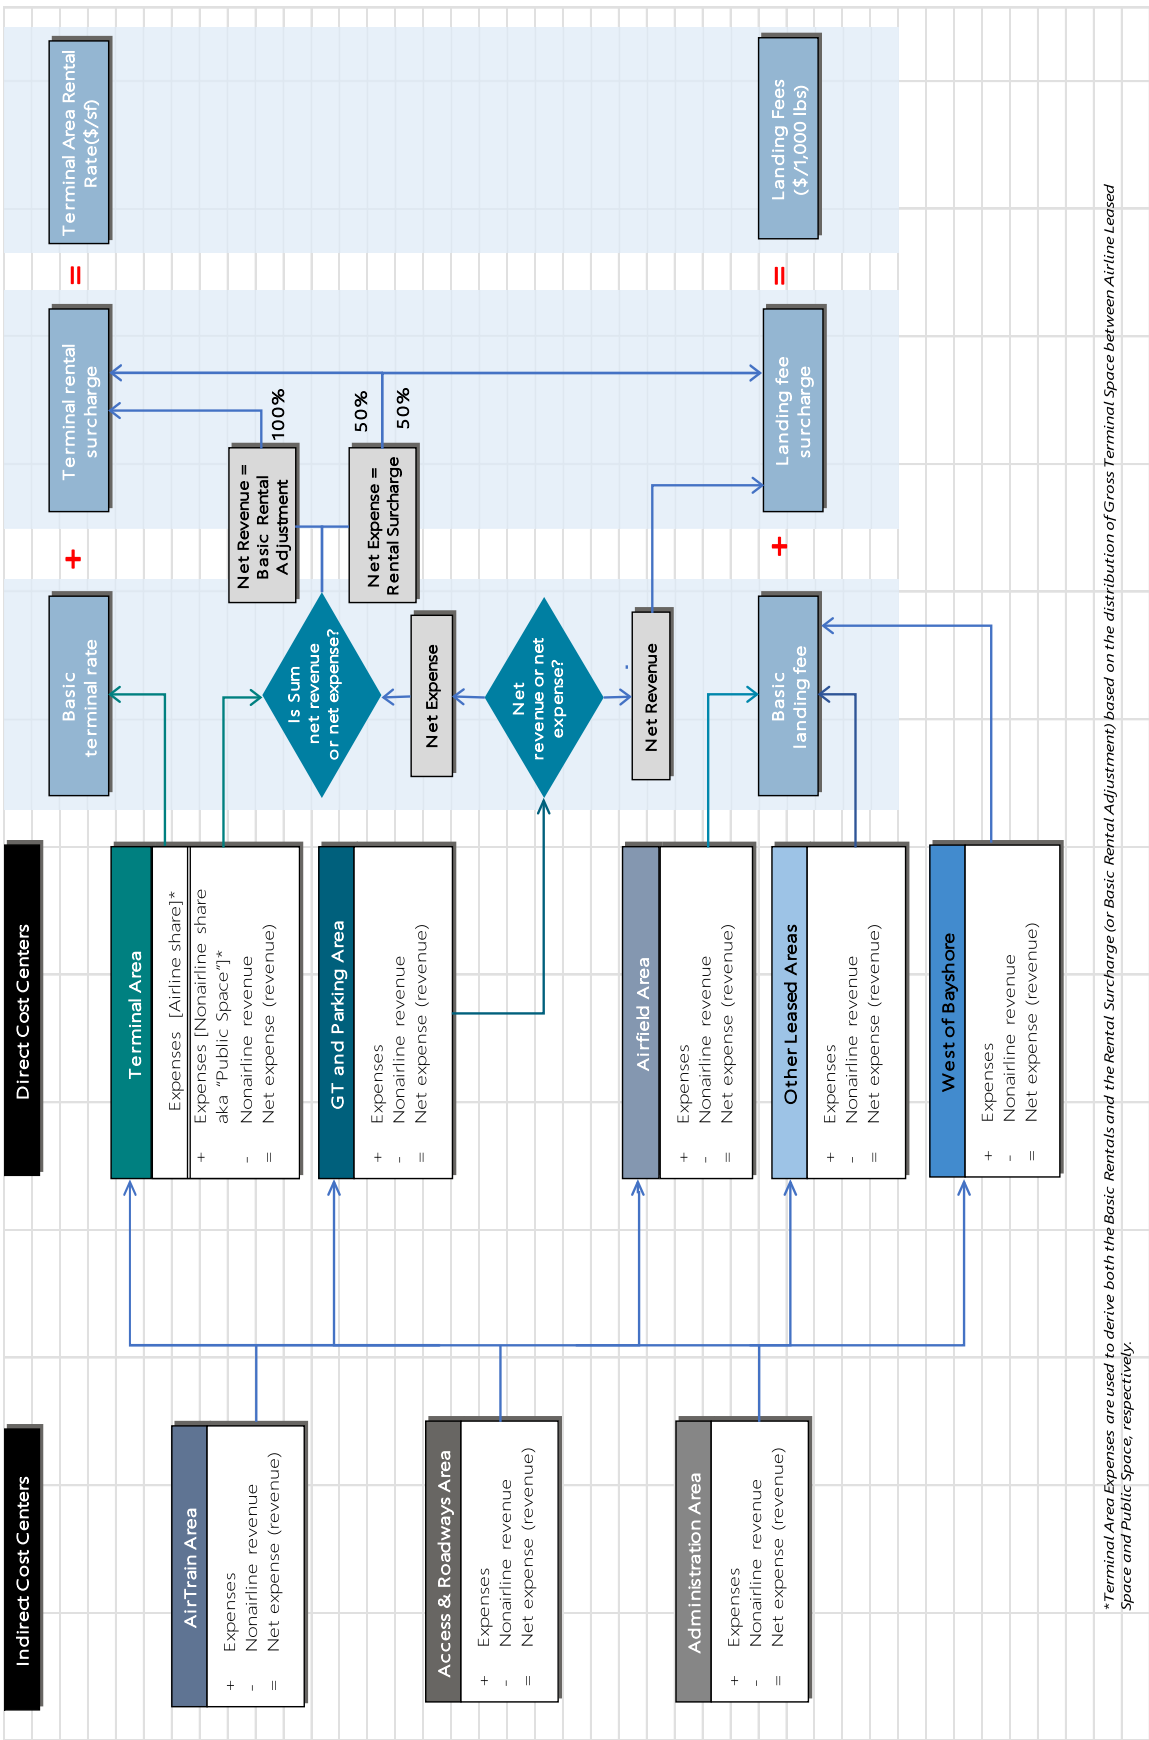 Indirect Cost Centers
AirTrain Area
+ Expenses
- Nonairline revenue
= Net expense (revenue)
Access & Roadways Area
+ Expenses
- Nonairline revenue
= Net expense (revenue)
Administration Area
+ Expenses
- Nonairline revenue
= Net expense (revenue)
Direct Cost Centers
Terminal Area
Expenses [Airline share]*
+ Expenses [Nonairline share
aka “Public Space”]*
- Nonairline revenue
= Net expense (revenue)
GT and Parking Area
+ Expenses
- Nonairline revenue
= Net expense (revenue)
Airfield Area
+ Expenses
- Nonairline revenue
= Net expense (revenue)
Other Leased Areas
+ Expenses
- Nonairline revenue
= Net expense (revenue)
West of Bayshore
+ Expenses
- Nonairline revenue
= Net expense (revenue)
Basic
terminal rate
Is Sum
net revenue
or net expense?
Net Expense
Net
revenue or net
expense?
Net Revenue
Basic
landing fee
+
Net Revenue =
Basic Rental
Adjustment
100%
Net Expense =
Rental Surcharge
50%
50%
+
Terminal rental
surcharge
Landing fee
surcharge
=
=
Terminal Area Rental
Rate($/sf)
Landing Fees
($/1,000 lbs)
*Terminal Area Expenses are used to derive both the Basic Rentals and the Rental Surcharge (or Basic Rental Adjustment) based on the distribution of Gross Terminal Space between Airline Leased
Space and Public Space, respectively.